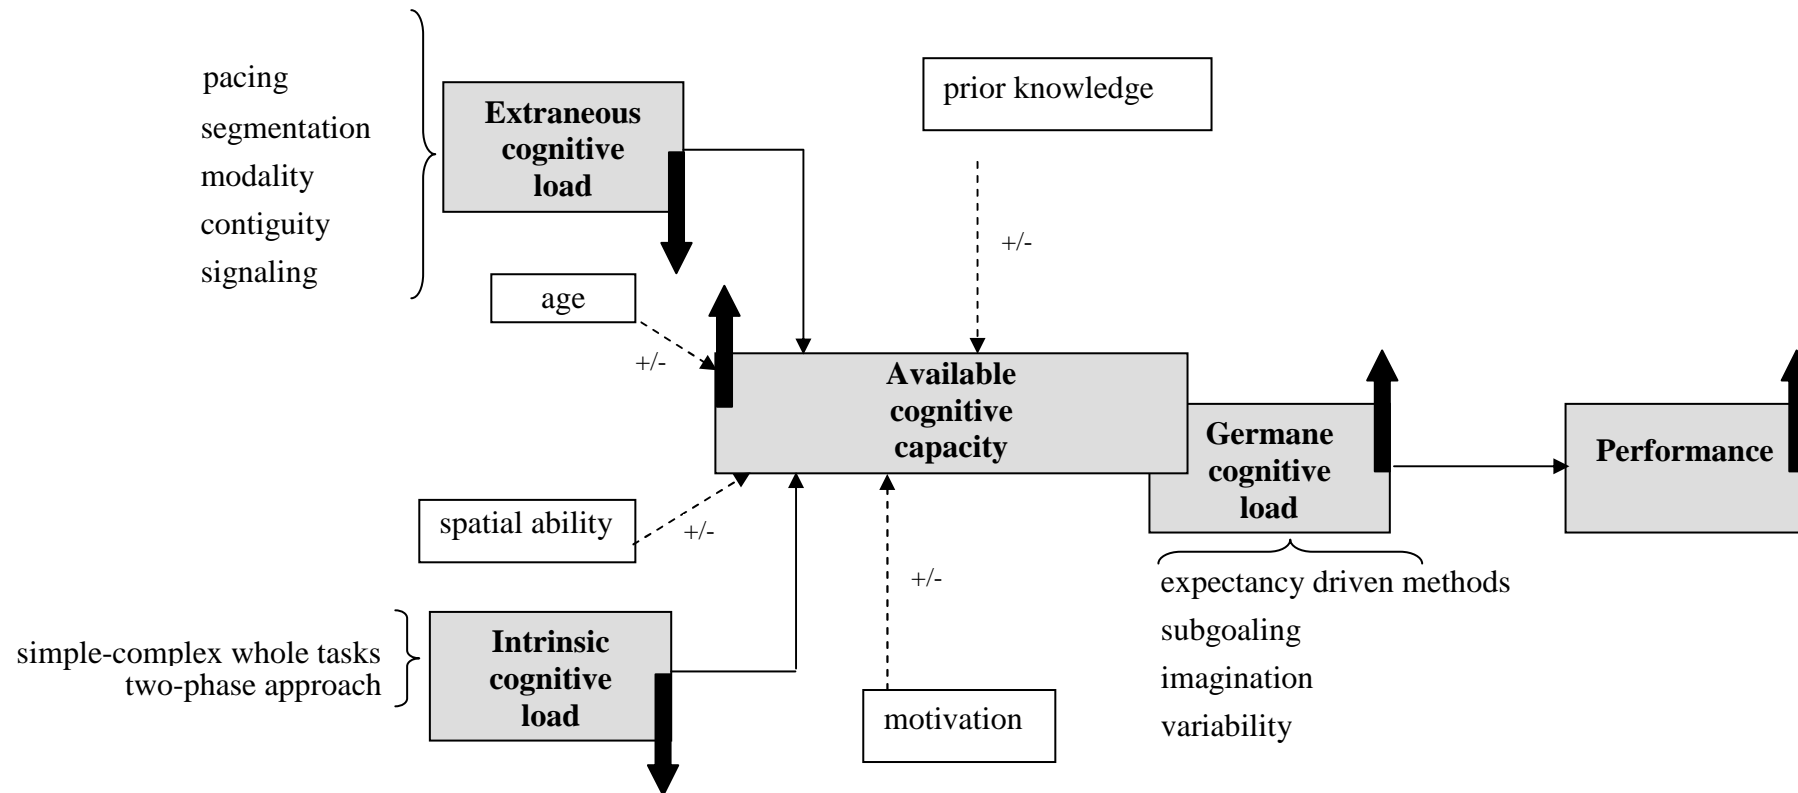 pacing
segmentation
modality
contiguity
signaling
Extraneous
cognitive
load
prior knowledge
+/-
age
+/-
Available
cognitive
capacity
Germane
cognitive
load
Performance
spatial ability
+/-
+/-
expectancy driven methods
subgoaling
imagination
variability
simple-complex whole tasks
two-phase approach
Intrinsic
cognitive
load
motivation